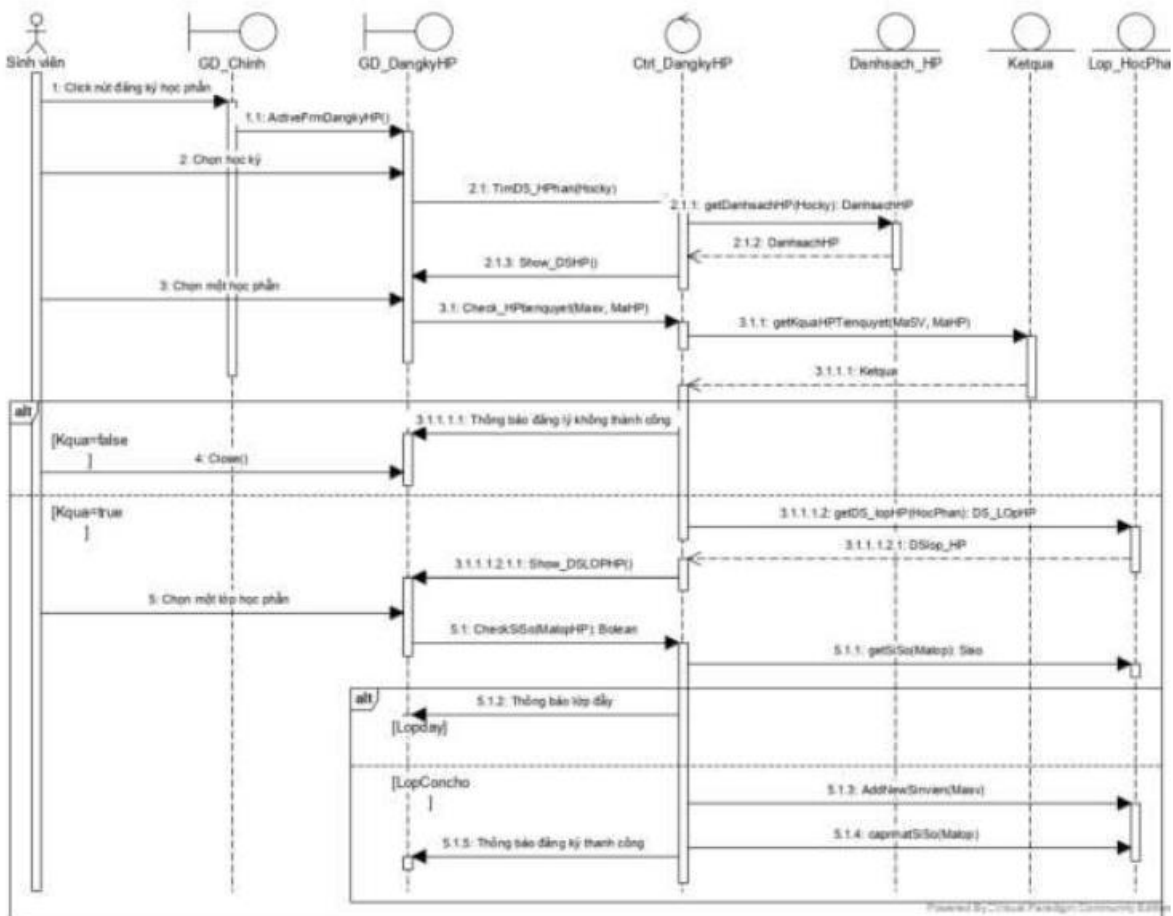 Sinh viên
GD_Chinh
GD_DangkyHP
Ctrl_DangkyHP
Danhsach_HP
Ketqua
Lop_HocPha
1: Click nút đăng ký học phần
1.1: ActiveFrmDangkyHP()
2: Chọn học kỳ
2.1: TimDS_HPhan(Hocky)
2.1.1: getDanhsachHP(Hocky): DanhsachHP
2.1.2: DanhsachHP
2.1.3: Show_DSHP()
3: Chọn một học phần
3.1: Check_HPtienquyet(Masv, MaHP)
3.1.1: getKquaHPTienquyet(MaSV, MaHP)
3.1.1.1: Ketqua
alt
3.1.1.1.1: Thông báo đăng lý không thành công
[Kqua=false
]
4: Close()
[Kqua=true
]
3.1.1.1.2: getDS_lopHP(HocPhan): DS_LOpHP
3.1.1.1.2.1: DSlop_HP
3.1.1.1.2.1.1: Show_DSLOPHP()
5: Chọn một lớp học phần
5.1: CheckSiSo(MalopHP): Bolean
5.1.1: getSiSo(Malop): Siso
alt
5.1.2: Thông báo lớp đầy
[Lopday]
[LopConcho
]
5.1.3: AddNewSinvien(Masv)
5.1.4: capnhatSiSo(Malop)
5.1.5: Thông báo đăng ký thanh công
Powered By Visual Paradigm Community Edition